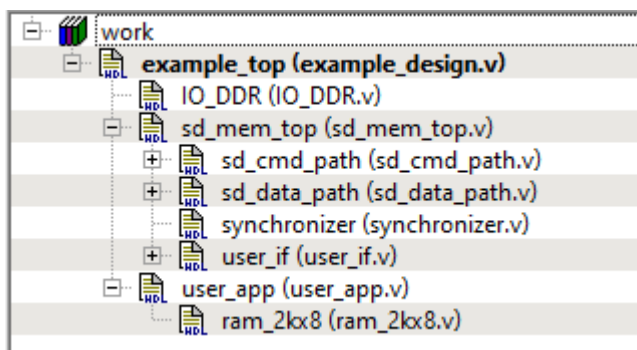 work
example_top (example_design.v)
IO_DDR (IO_DDR.v)
sd_mem_top (sd_mem_top.v)
sd_cmd_path (sd_cmd_path.v)
sd_data_path (sd_data_path.v)
synchronizer (synchronizer.v)
user_if (user_if.v)
user_app (user_app.v)
ram_2kx8 (ram_2kx8.v)